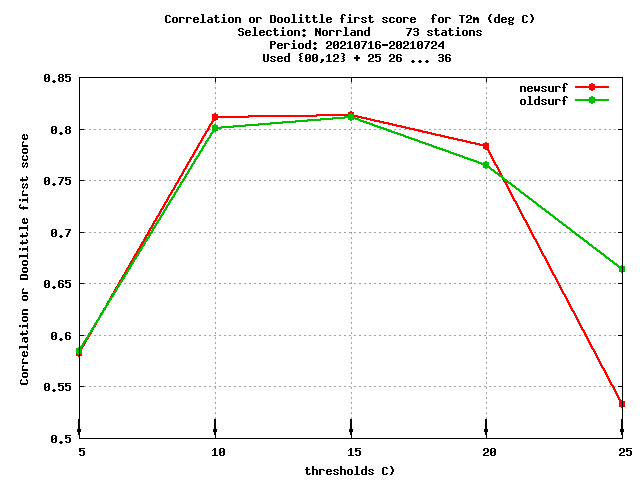 Correlation or Doolittle first score  for T2m (deg C)
Selection: Norrland     73 stations
Period: 20210716-20210724
Used {00,12} + 25 26 ... 36
newsurf
oldsurf
0.85
0.8
0.75
0.7
0.65
0.6
0.55
0.5
Correlation or Doolittle first score
5 10 15 20 25
thresholds C)